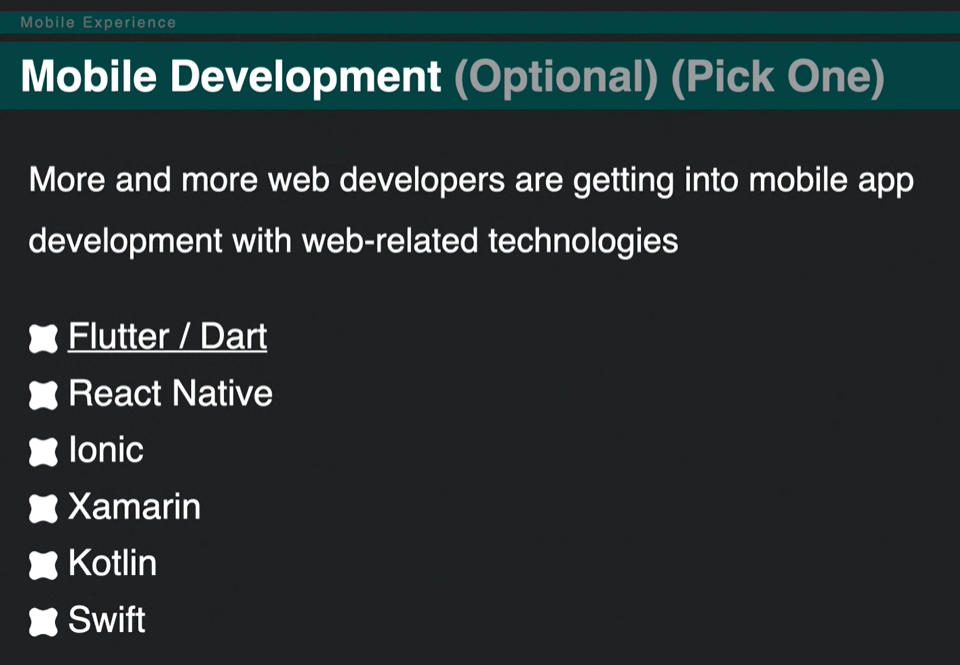 Mobile Experience
Mobile Development (Optional) (Pick One)
More and more web developers are getting into mobile app
development with web-related technologies
Flutter / Dart
React Native
Ionic
Xamarin
Kotlin
Swift